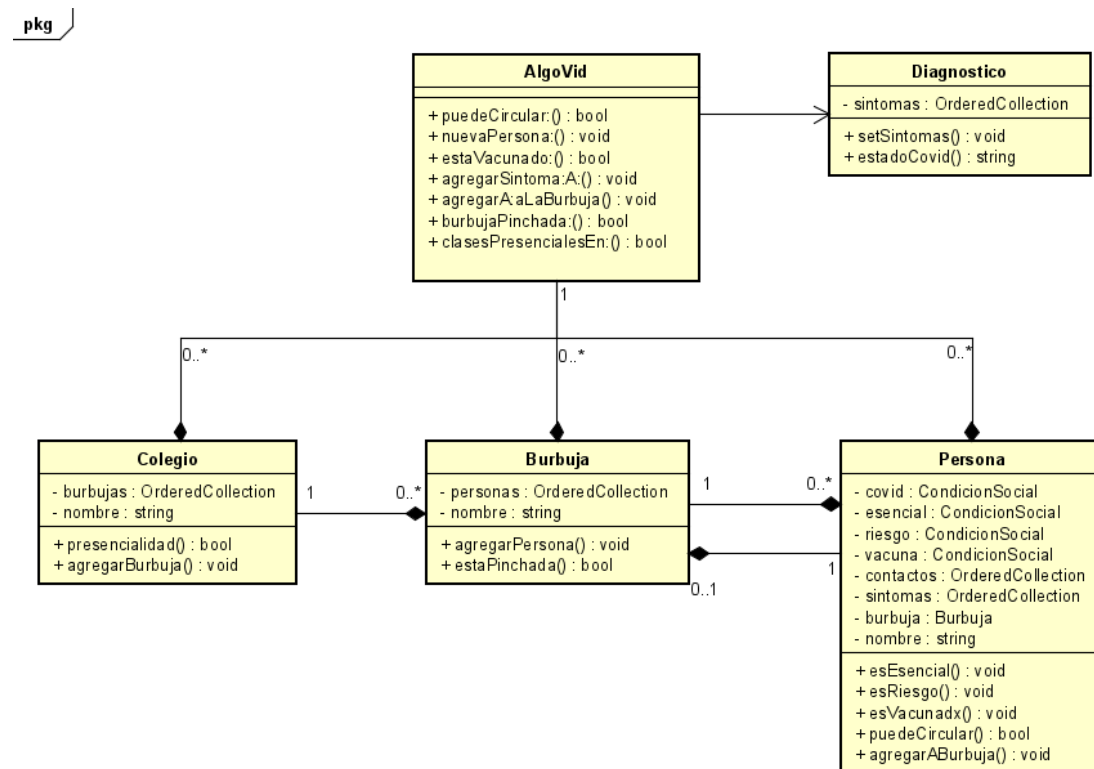 pkg
AlgoVid
+ puedeCircular:() : bool
+ nuevaPersona:() : void
+ estaVacunado:() : bool
+ agregarSintoma:A:() : void
+ agregarA:aLaBurbuja() : void
+ burbujaPinchada:() : bool
+ clasesPresencialesEn:() : bool
Diagnostico
- sintomas : OrderedCollection
+ setSintomas() : void
+ estadoCovid() : string
1
0..*
0..*
0..*
Colegio
- burbujas : OrderedCollection
- nombre : string
+ presencialidad() : bool
+ agregarBurbuja() : void
1
0..*
Burbuja
- personas : OrderedCollection
- nombre : string
+ agregarPersona() : void
+ estaPinchada() : bool
1
0..*
0..1
1
Persona
- covid : CondicionSocial
- esencial : CondicionSocial
- riesgo : CondicionSocial
- vacuna : CondicionSocial
- contactos : OrderedCollection
- sintomas : OrderedCollection
- burbuja : Burbuja
- nombre : string
+ esEsencial() : void
+ esRiesgo() : void
+ esVacunadx() : void
+ puedeCircular() : bool
+ agregarABurbuja() : void